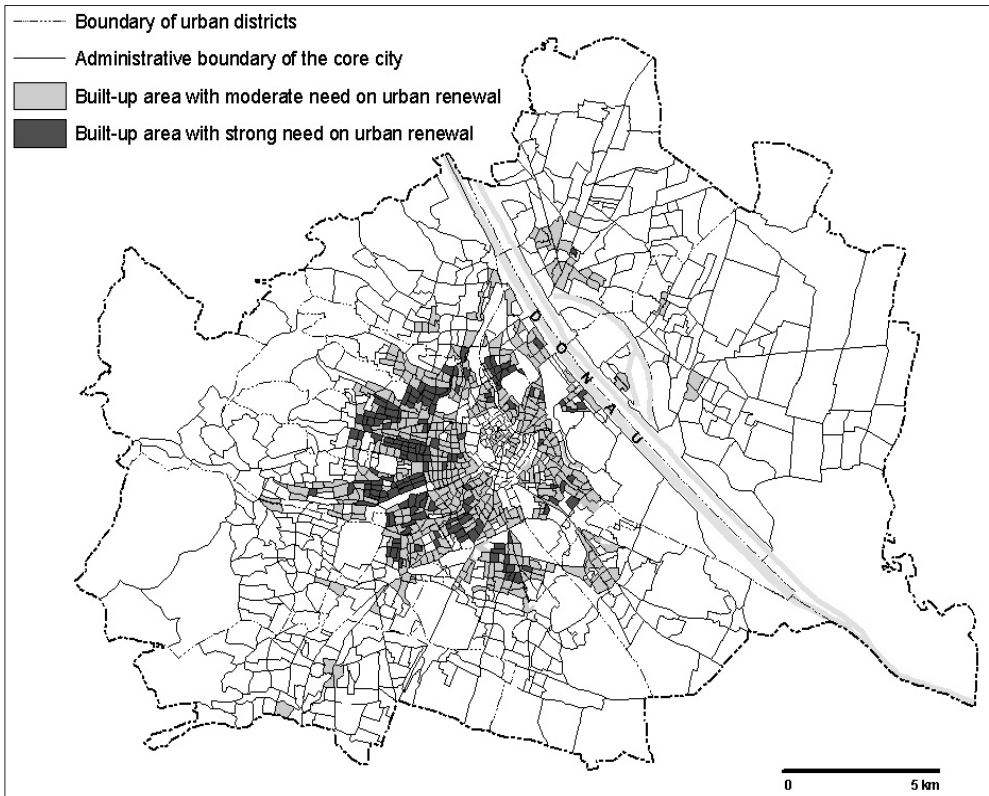 Boundary of urban districts
Administrative boundary of the core city
Built-up area with moderate need on urban renewal
Built-up area with strong need on urban renewal
DONAU
0 5 km